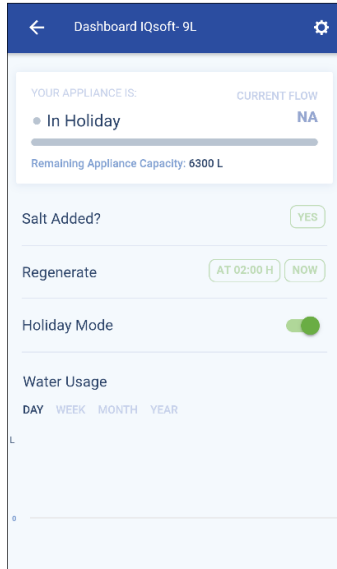 Dashboard IQsoft- 9L
YOUR APPLIANCE IS:
CURRENT FLOW
In Holiday
NA
Remaining Appliance Capacity: 6300 L
Salt Added?
YES
Regenerate
AT 02:00 H
NOW
Holiday Mode
Water Usage
DAY WEEK MONTH YEAR
L
0